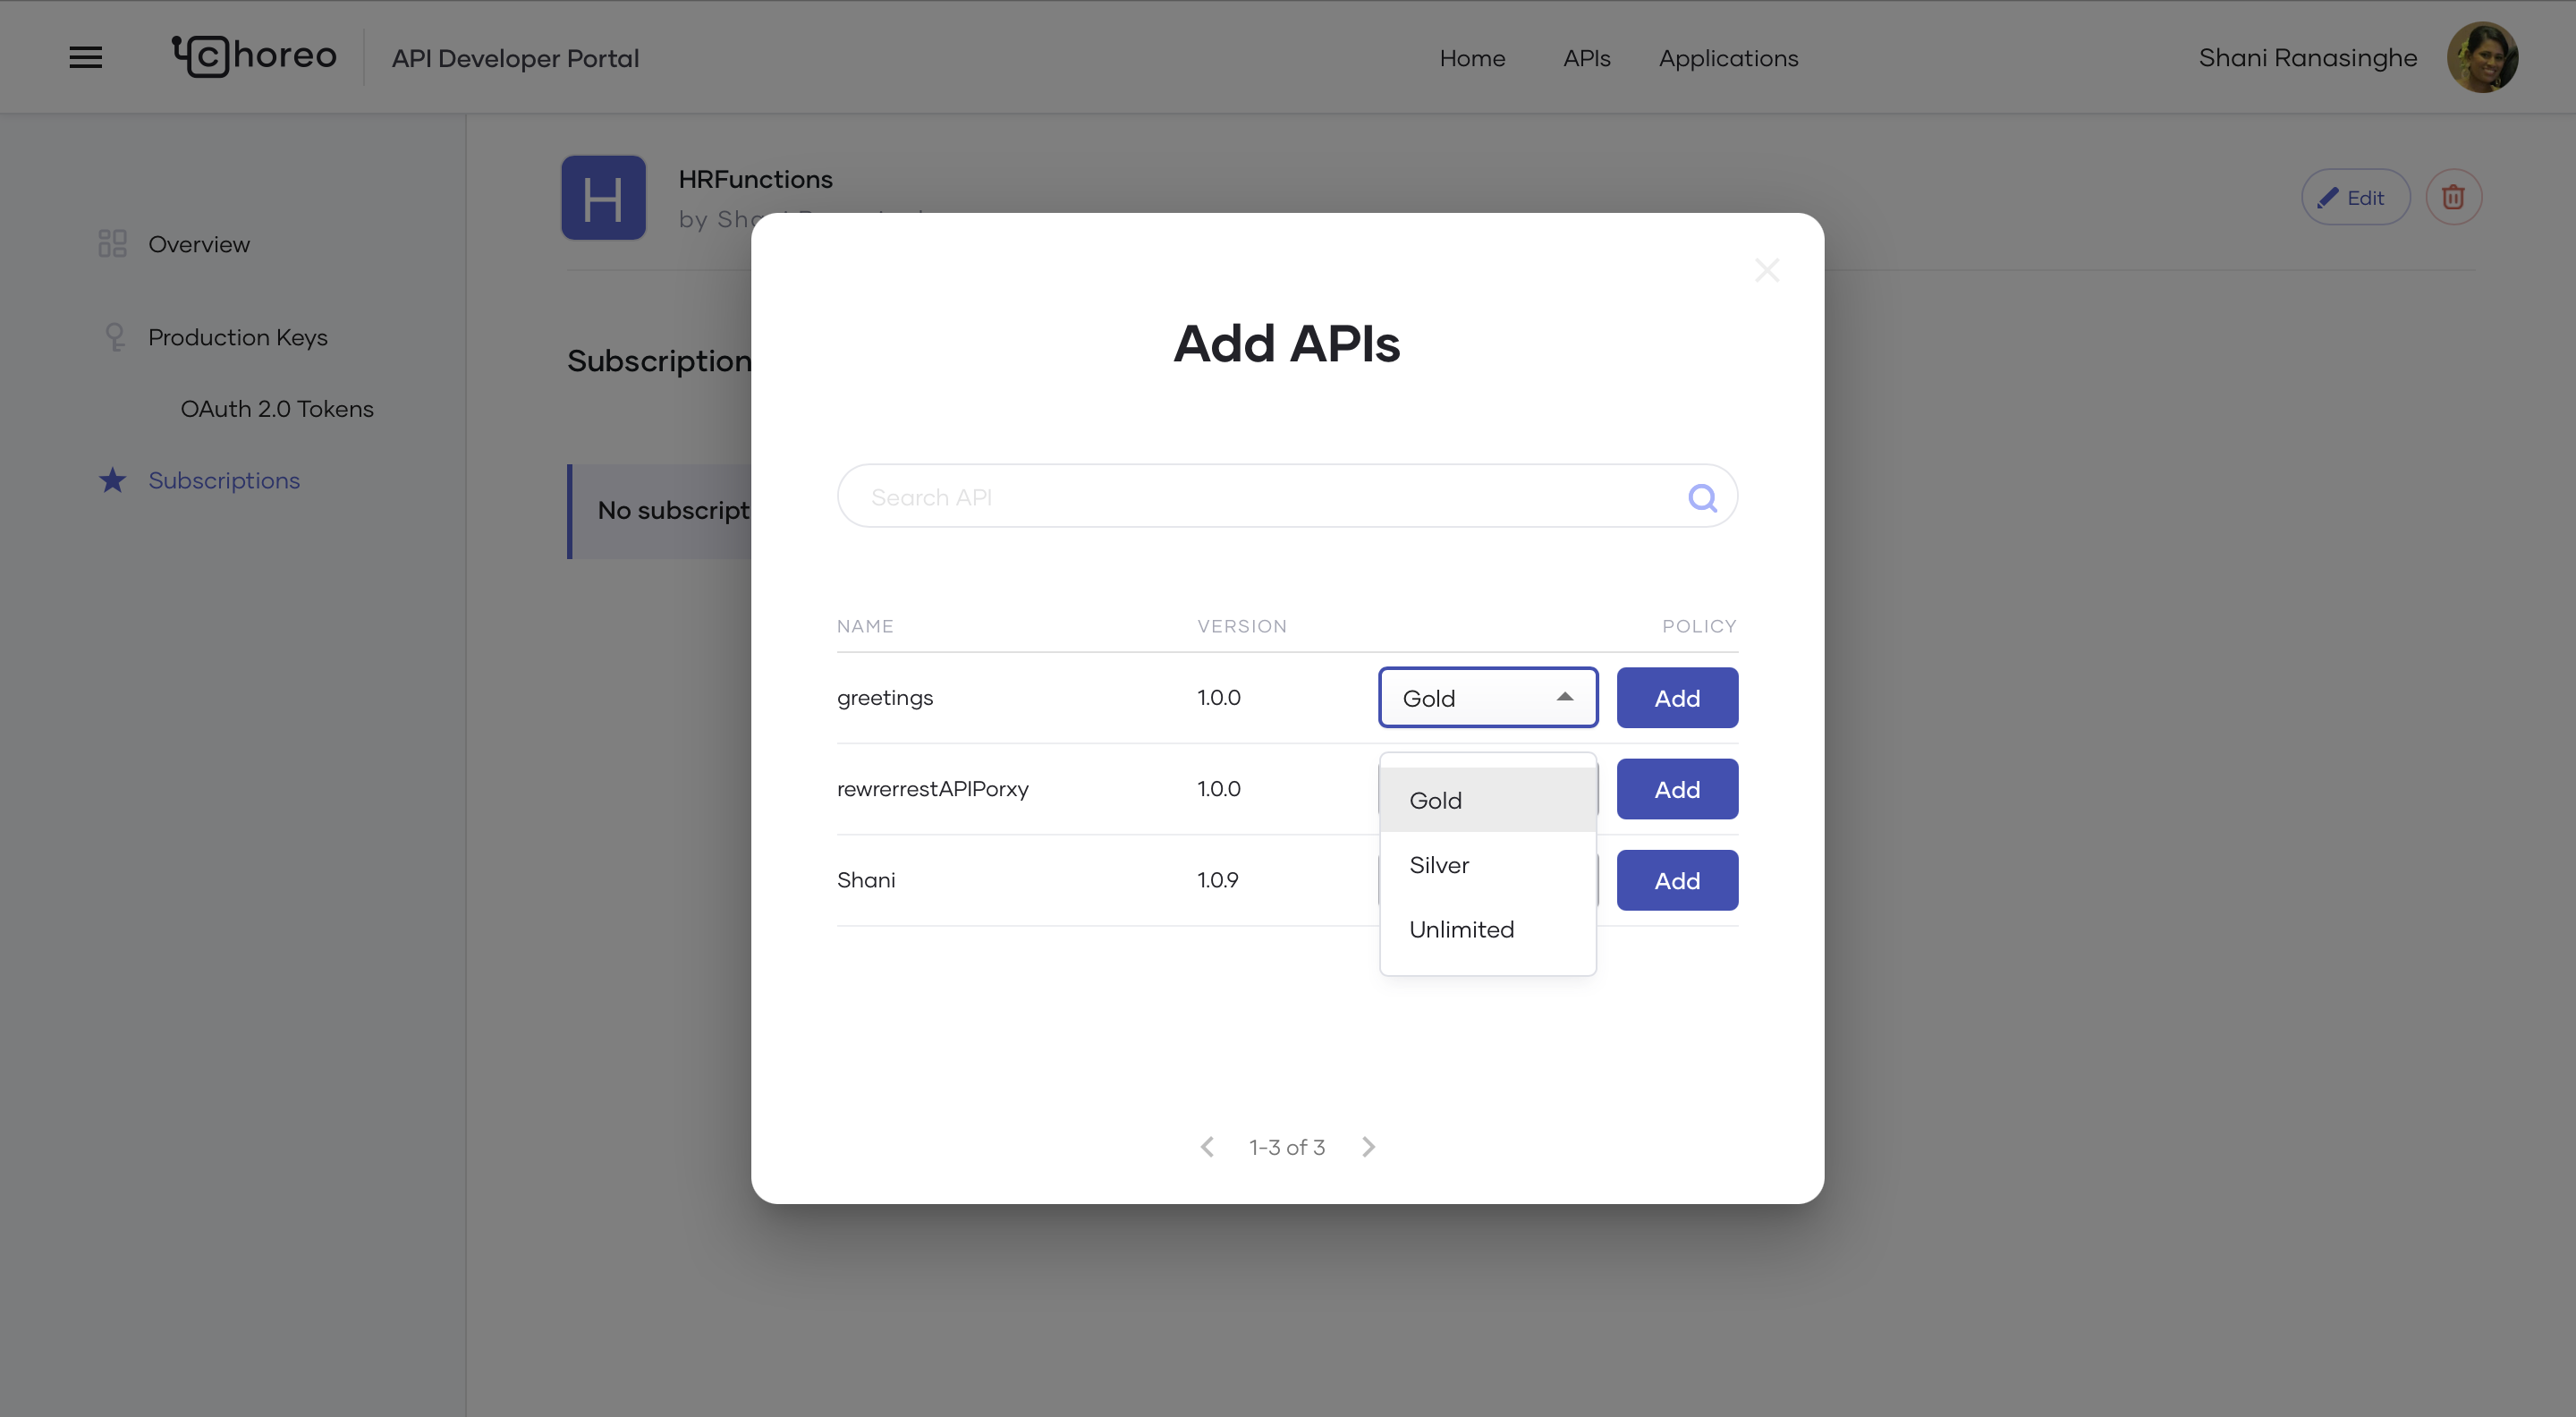 choreo
API Developer Portal
Home
APIs
Applications
Shani Ranasinghe
Overview
Production Keys
OAuth 2.0 Tokens
Subscriptions
H
HRFunctions
by
Edit
Subscription
No subscript
Add APIs
Search API
NAME VERSION POLICY
greetings 1.0.0 Gold Add
rewrerrestAPIPorxy 1.0.0 Add
Shani 1.0.9 Add
Gold
Silver
Unlimited
1-3 of 3